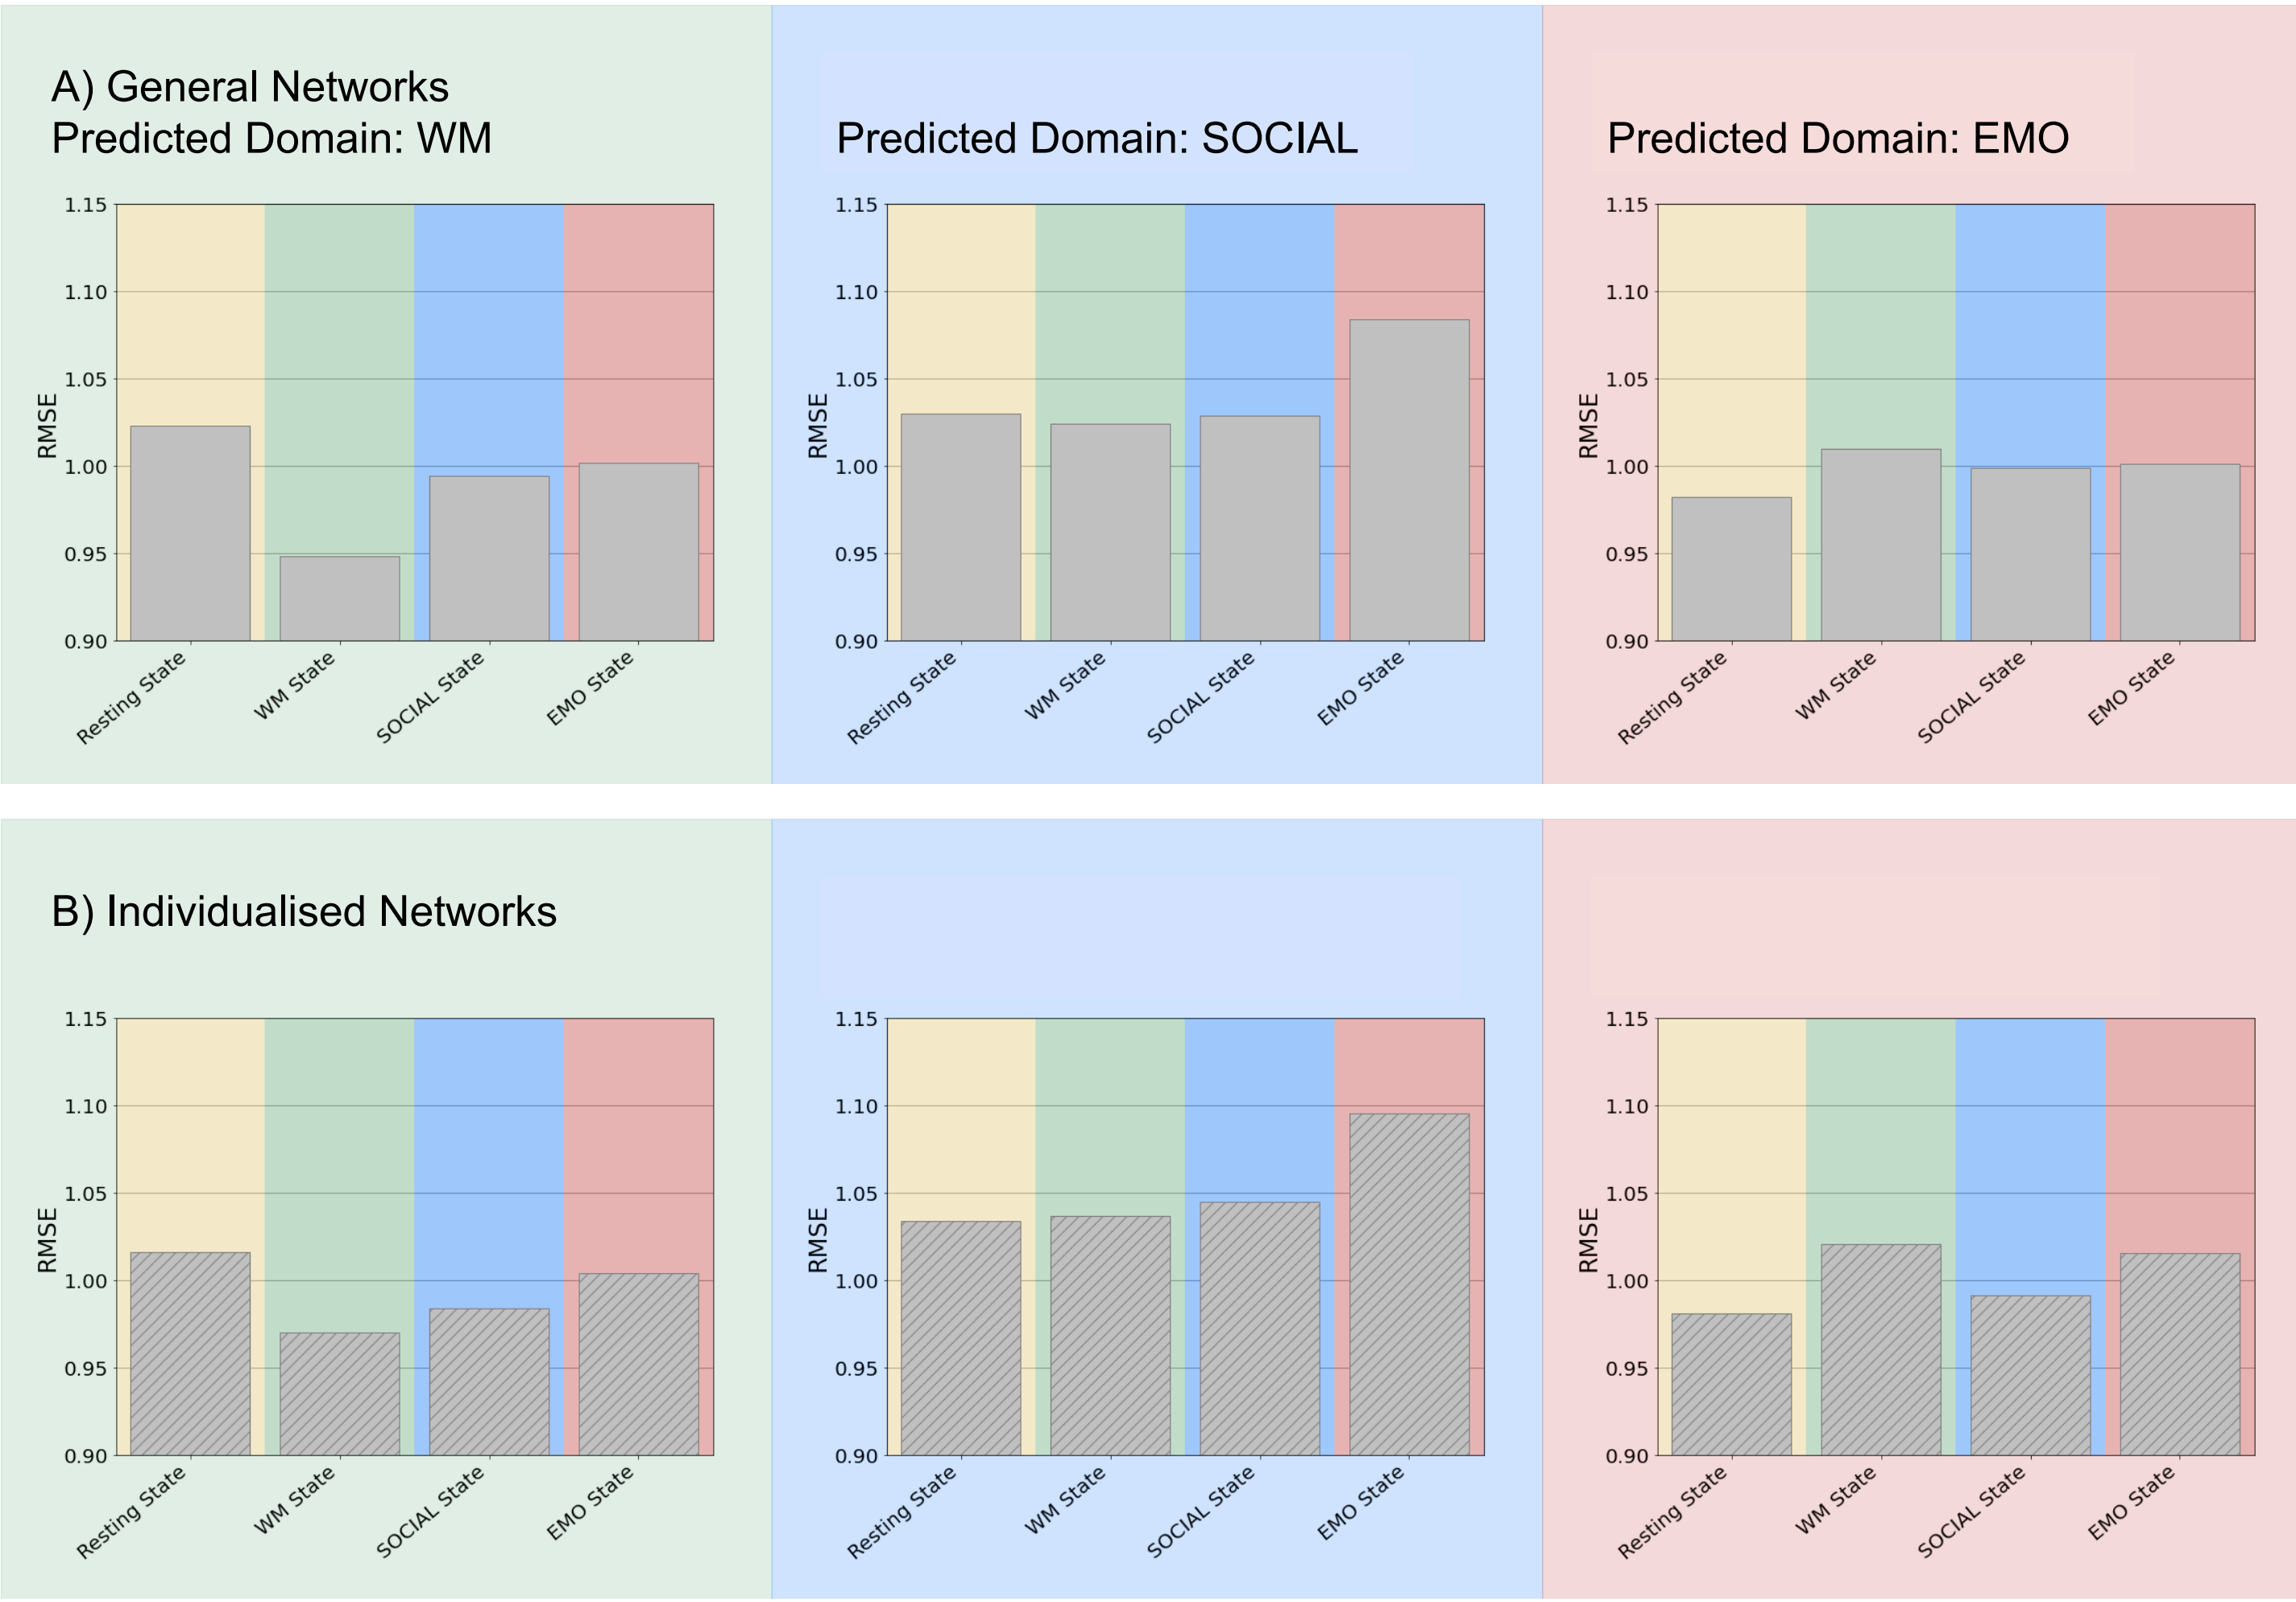 A) General Networks
Predicted Domain: WM
Predicted Domain: SOCIAL
Predicted Domain: EMO
1.15
1.10
1.05
1.00
0.95
0.90
RMSE
Resting State
WM State
SOCIAL State
EMO State
1.15
1.10
1.05
1.00
0.95
0.90
RMSE
Resting State
WM State
SOCIAL State
EMO State
1.15
1.10
1.05
1.00
0.95
0.90
RMSE
Resting State
WM State
SOCIAL State
EMO State
B) Individualised Networks
1.15
1.10
1.05
1.00
0.95
0.90
RMSE
Resting State
WM State
SOCIAL State
EMO State
1.15
1.10
1.05
1.00
0.95
0.90
RMSE
Resting State
WM State
SOCIAL State
EMO State
1.15
1.10
1.05
1.00
0.95
0.90
RMSE
Resting State
WM State
SOCIAL State
EMO State